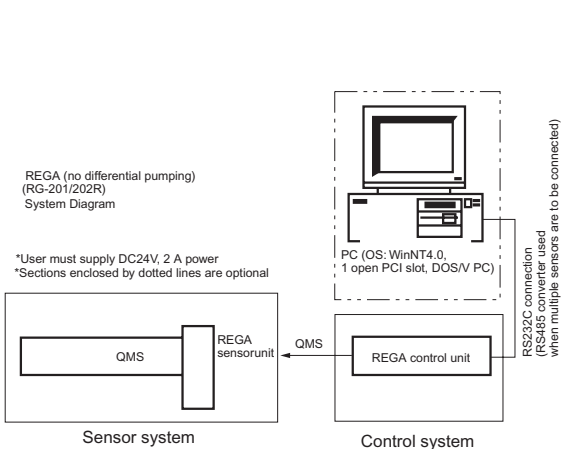 REGA (no differential pumping)
(RG-201/202R)
System Diagram
*User must supply DC24V, 2 A power
*Sections enclosed by dotted lines are optional
PC (OS: WinNT4.0,
1 open PCI slot, DOS/V PC)
RS232C connection
(RS485 converter used
when multiple sensors are to be connected)
QMS
REGA
sensorunit
QMS
REGA control unit
Sensor system
Control system